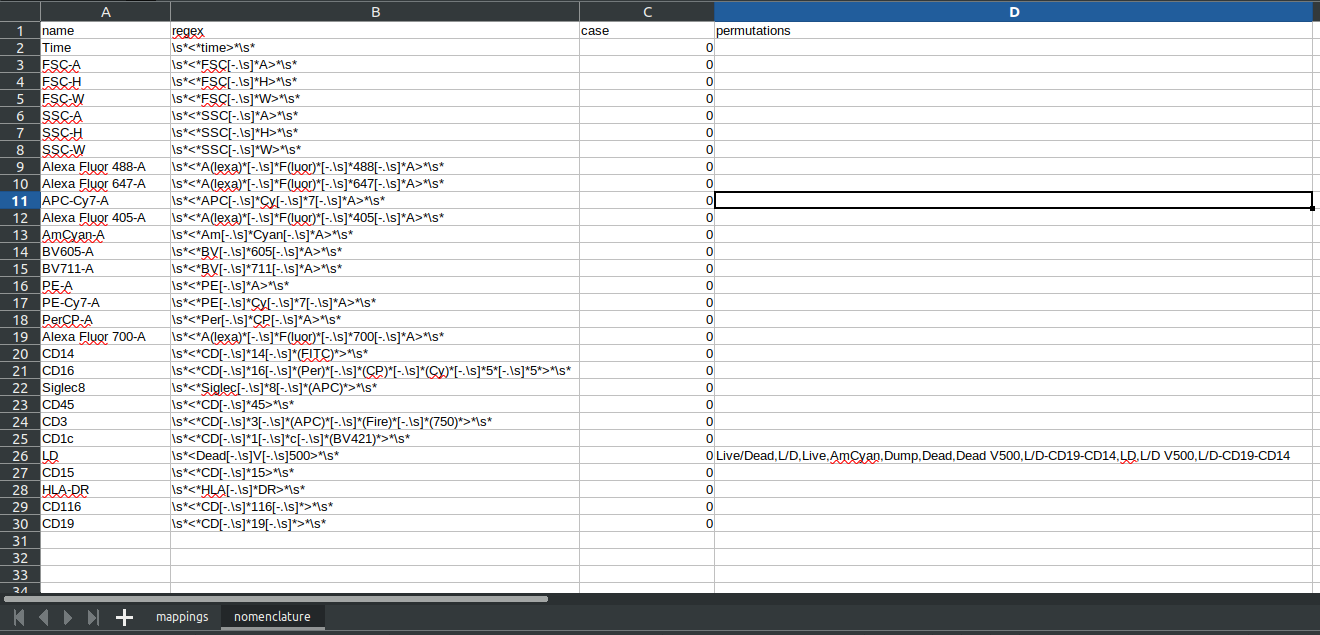 A B C D
1 name regex case permutations
2 Time \s*<*time>*\s* 0
3 FSC-A \s*<*FSC[-.\s]*A>*\s* 0
4 FSC-H \s*<*FSC[-.\s]*H>*\s* 0
5 FSC-W \s*<*FSC[-.\s]*W>*\s* 0
6 SSC-A \s*<*SSC[-.\s]*A>*\s* 0
7 SSC-H \s*<*SSC[-.\s]*H>*\s* 0
8 SSC-W \s*<*SSC[-.\s]*W>*\s* 0
9 Alexa Fluor 488-A \s*<*A(lexa)*[-.\s]*F(luor)*[-.\s]*488[-.\s]*A>*\s* 0
10 Alexa Fluor 647-A \s*<*A(lexa)*[-.\s]*F(luor)*[-.\s]*647[-.\s]*A>*\s* 0
11 APC-Cy7-A \s*<*APC[-.\s]*Cy[-.\s]*7[-.\s]*A>*\s* 0
12 Alexa Fluor 405-A \s*<*A(lexa)*[-.\s]*F(luor)*[-.\s]*405[-.\s]*A>*\s* 0
13 AmCyan-A \s*<*Am[-.\s]*Cyan[-.\s]*A>*\s* 0
14 BV605-A \s*<*BV[-.\s]*605[-.\s]*A>*\s* 0
15 BV711-A \s*<*BV[-.\s]*711[-.\s]*A>*\s* 0
16 PE-A \s*<*PE[-.\s]*A>*\s* 0
17 PE-Cy7-A \s*<*PE[-.\s]*Cy[-.\s]*7[-.\s]*A>*\s* 0
18 PerCP-A \s*<*Per[-.\s]*CP[-.\s]*A>*\s* 0
19 Alexa Fluor 700-A \s*<*A(lexa)*[-.\s]*F(luor)*[-.\s]*700[-.\s]*A>*\s* 0
20 CD14 \s*<*CD[-.\s]*14[-.\s]*(FITC)*>*\s* 0
21 CD16 \s*<*CD[-.\s]*16[-.\s]*(Per)*[-.\s]*(CP)*[-.\s]*(Cy)*[-.\s]*5*[-.\s]*5*>*\s* 0
22 Siglec8 \s*<*Siglec[-.\s]*8[-.\s]*(APC)*>*\s* 0
23 CD45 \s*<*CD[-.\s]*45>*\s* 0
24 CD3 \s*<*CD[-.\s]*3[-.\s]*(APC)*[-.\s]*(Fire)*[-.\s]*(750)*>*\s* 0
25 CD1c \s*<*CD[-.\s]*1[-.\s]*c[-.\s]*(BV421)*>*\s* 0
26 LD \s*<Dead[-.\s]V[-.\s]500>*\s* 0 Live/Dead,L/D,Live,AmCyan,Dump,Dead,Dead V500,L/D-CD19-CD14,LD,L/D V500,L/D-CD19-CD14
27 CD15 \s*<*CD[-.\s]*15>*\s* 0
28 HLA-DR \s*<*HLA[-.\s]*DR>*\s* 0
29 CD116 \s*<*CD[-.\s]*116[-.\s]*>*\s* 0
30 CD19 \s*<*CD[-.\s]*19[-.\s]*>*\s* 0
31
32
33
34
mappings nomenclature